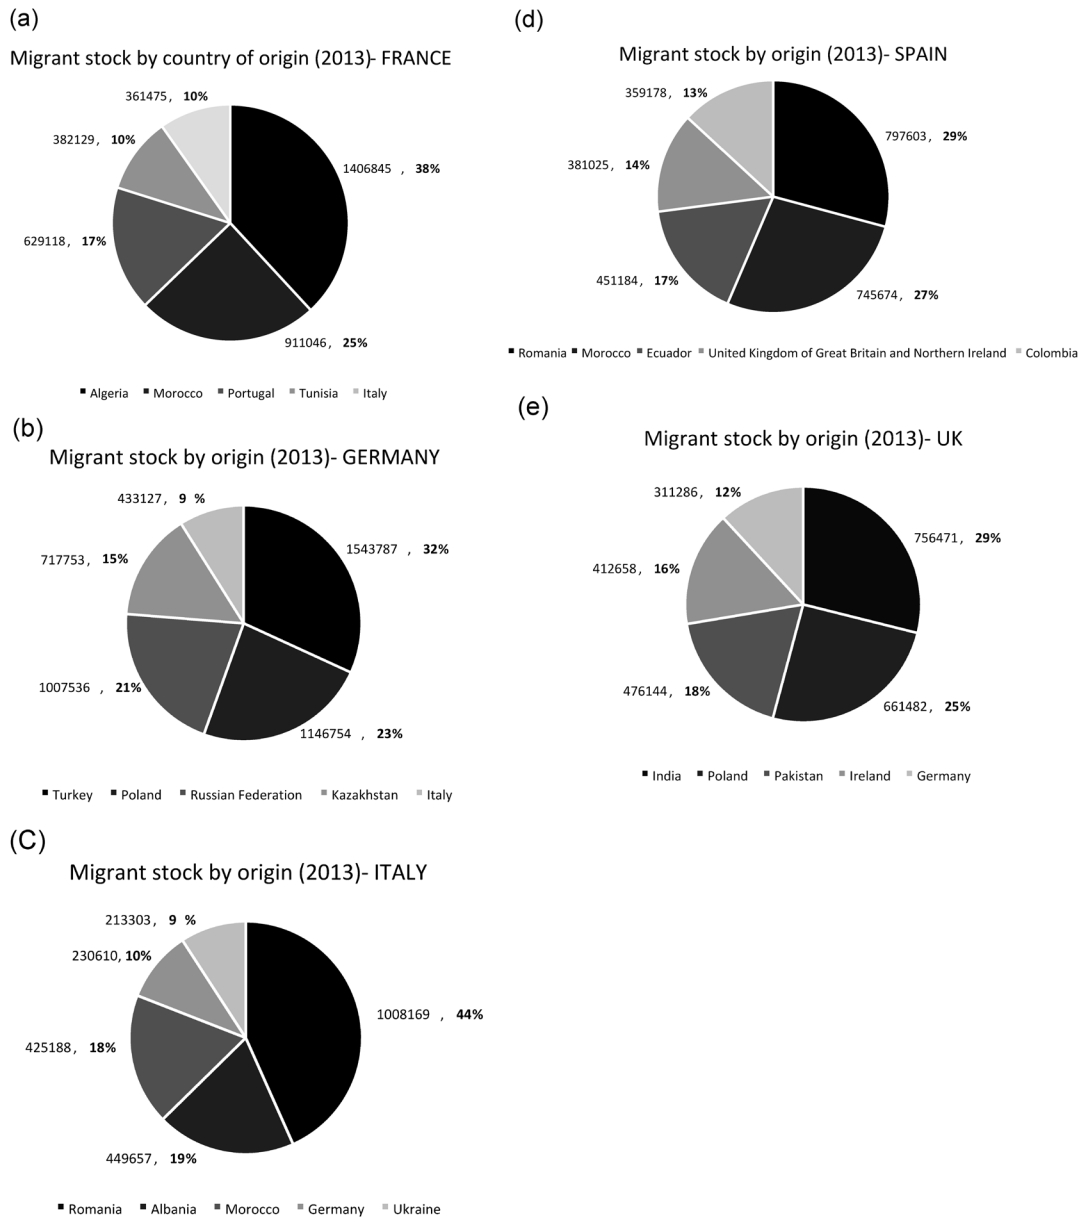 (a)
Migrant stock by country of origin (2013)- FRANCE
361475, 10%
382129, 10%
1406845 , 38%
629118, 17%
911046, 25%
Algeria Morocco Portugal Tunisia Italy
(b)
Migrant stock by origin (2013)- GERMANY
433127, 9 %
1543787 , 32%
717753, 15%
1007536 , 21%
1146754 , 23%
Turkey Poland Russian Federation Kazakhstan Italy
(C)
Migrant stock by origin (2013)- ITALY
213303, 9 %
230610, 10%
1008169 , 44%
425188, 18%
449657, 19%
Romania Albania Morocco Germany Ukraine
(d)
Migrant stock by origin (2013)- SPAIN
359178, 13%
797603, 29%
381025, 14%
451184, 17%
745674, 27%
Romania Morocco Ecuador United Kingdom of Great Britain and Northern Ireland Colombia
(e)
Migrant stock by origin (2013)- UK
311286, 12%
756471, 29%
412658, 16%
476144, 18%
661482, 25%
India Poland Pakistan Ireland Germany